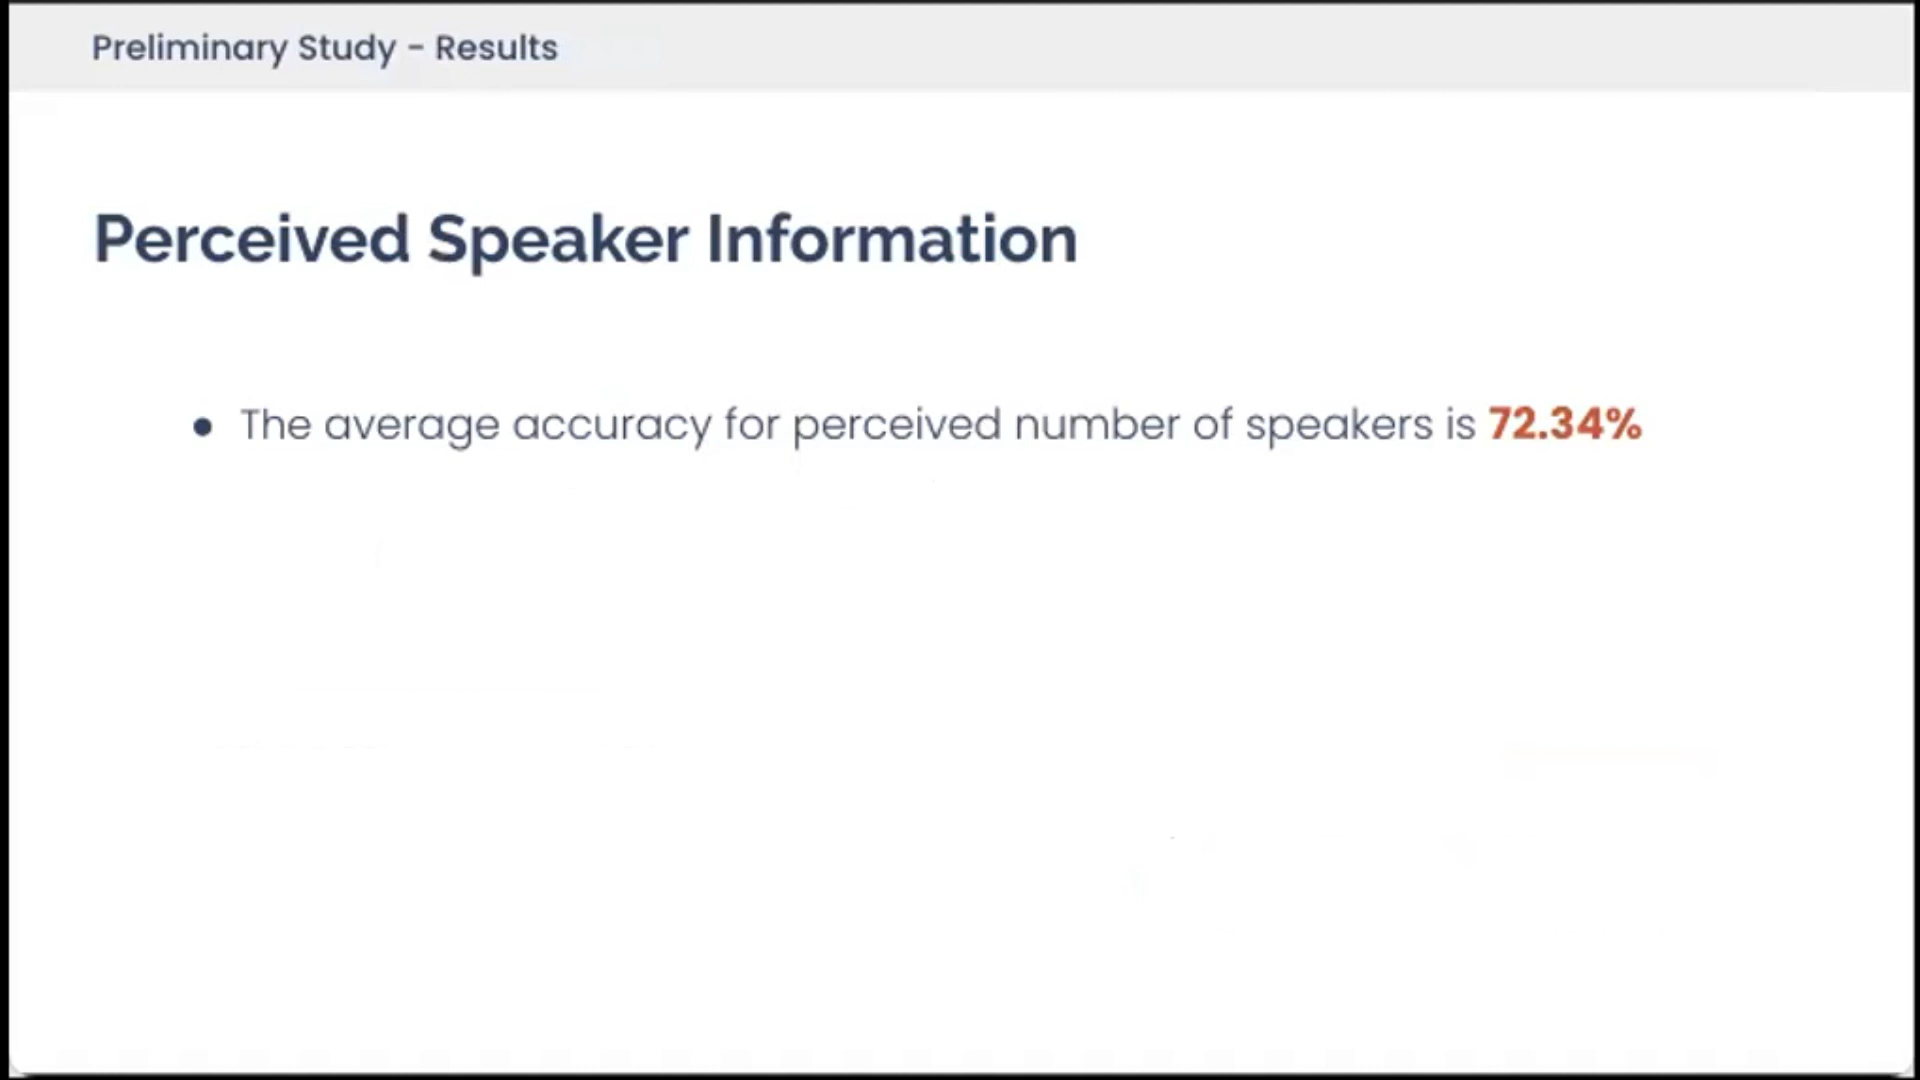 Preliminary Study - Results
Perceived Speaker Information
• The average accuracy for perceived number of speakers is 72.34%